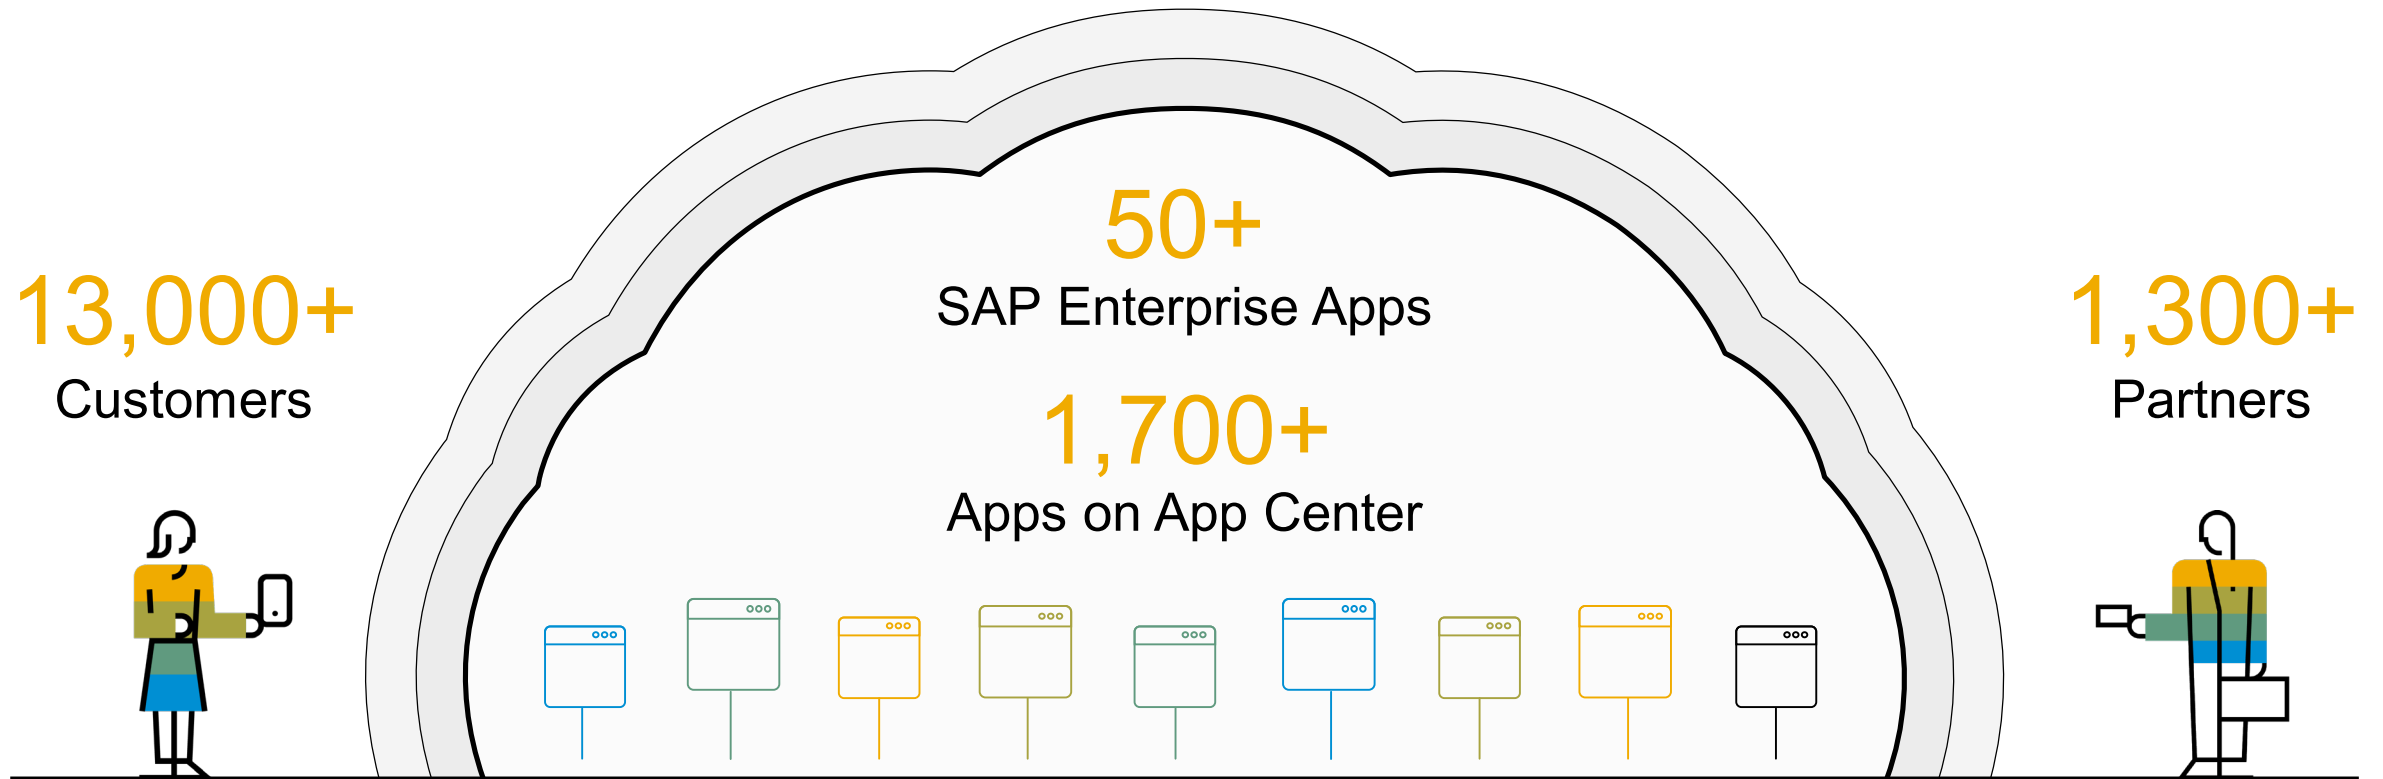 13,000+
Customers
50+
SAP Enterprise Apps
1,700+
Apps on App Center
1,300+
Partners